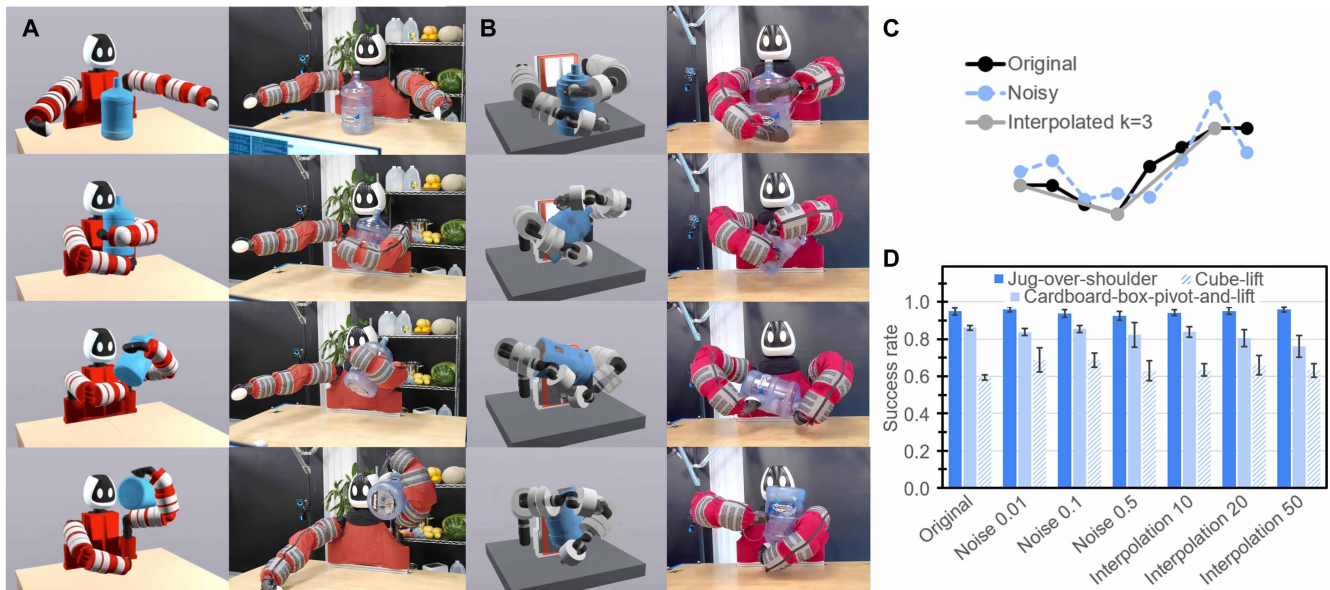 A
B
C
Original
Noisy
Interpolated k=3
D
Jug-over-shoulder
Cube-lift
Cardboard-box-pivot-and-lift
Success rate
1.0
0.8
0.6
0.4
0.2
0.0
Original
Noise 0.01
Noise 0.1
Noise 0.5
Interpolation 10
Interpolation 20
Interpolation 50